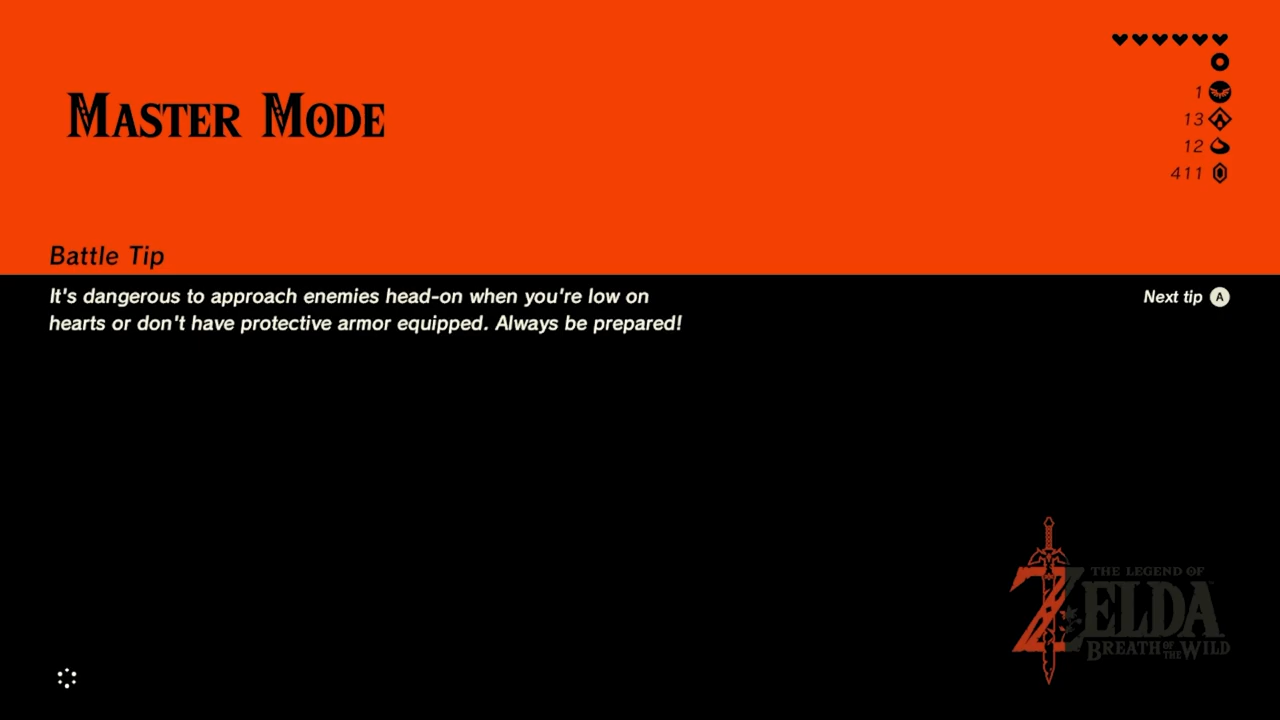 MASTER MODE
1
13
12
411
Battle Tip
It's dangerous to approach enemies head-on when you're low on
hearts or don't have protective armor equipped. Always be prepared!
Next tip A
THE LEGEND OF
ZELDA
BREATH OF THE WILD